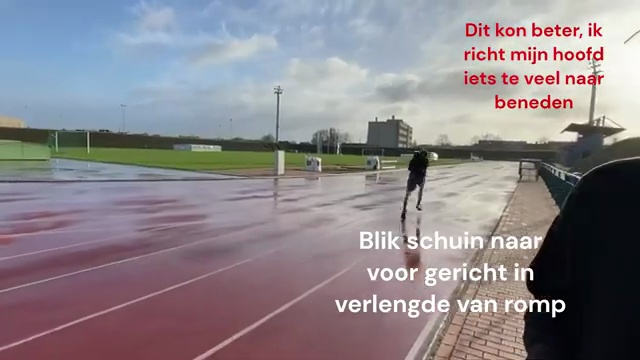 Dit kon beter, ik
richt mijn hoofd
iets te veel naar
beneden
Blik schuin naar
voor gericht in
verlengde van romp